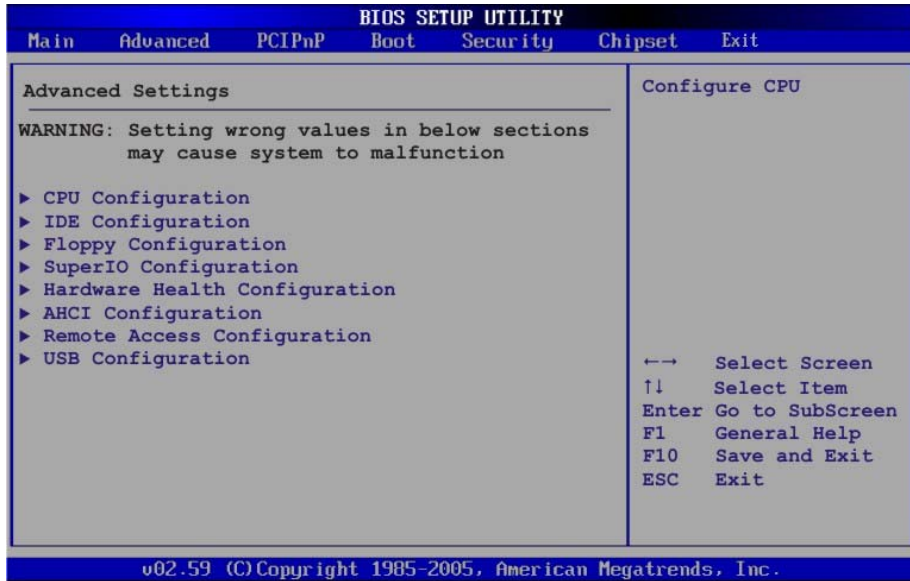 BIOS SETUP UTILITY
Main Advanced PCIPnP Boot Security Chipset Exit
Advanced Settings
WARNING: Setting wrong values in below sections
may cause system to malfunction
► CPU Configuration
► IDE Configuration
► Floppy Configuration
► SuperIO Configuration
► Hardware Health Configuration
► AHCI Configuration
► Remote Access Configuration
► USB Configuration
Configure CPU
←→ Select Screen
↑↓ Select Item
Enter Go to SubScreen
F1 General Help
F10 Save and Exit
ESC Exit
v02.59 (C)Copyright 1985-2005, American Megatrends, Inc.